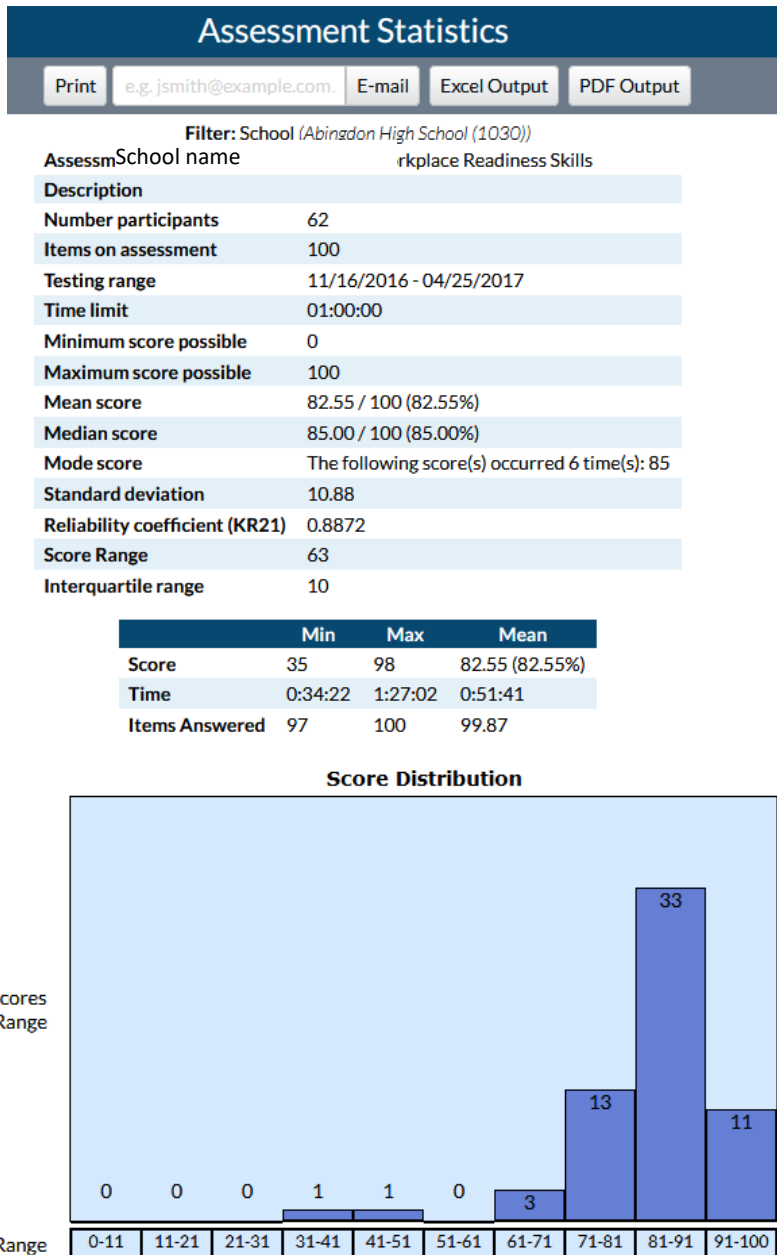 Assessment Statistics
Print e.g. jsmith@example.com. E-mail Excel Output PDF Output
Filter: School (Abingdon High School (1030))
Assessm School name rkplace Readiness Skills
Description
Number participants 62
Items on assessment 100
Testing range 11/16/2016 - 04/25/2017
Time limit 01:00:00
Minimum score possible 0
Maximum score possible 100
Mean score 82.55 / 100 (82.55%)
Median score 85.00 / 100 (85.00%)
Mode score The following score(s) occurred 6 time(s): 85
Standard deviation 10.88
Reliability coefficient (KR21) 0.8872
Score Range 63
Interquartile range 10
Min Max Mean
Score 35 98 82.55 (82.55%)
Time 0:34:22 1:27:02 0:51:41
Items Answered 97 100 99.87
Score Distribution
33
cores
Range
13
11
0 0 0 1 1 0 3
Range 0-11 11-21 21-31 31-41 41-51 51-61 61-71 71-81 81-91 91-100